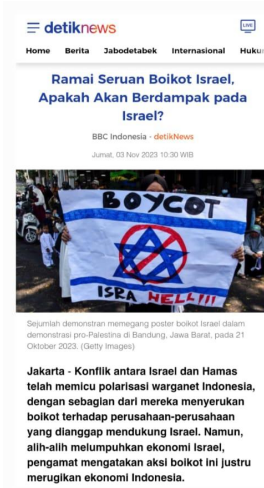 detiknews
LIVE
Home Berita Jabodetabek Internasional Huku
Ramai Seruan Boikot Israel,
Apakah Akan Berdampak pada
Israel?
BBC Indonesia - detikNews
Jumat, 03 Nov 2023 10:30 WIB
BOYCOT
ISRA HELL!!!
Sejumlah demonstran memegang poster boikot Israel dalam
demonstrasi pro-Palestina di Bandung, Jawa Barat, pada 21
Oktober 2023. (Getty Images)
Jakarta - Konflik antara Israel dan Hamas
telah memicu polarisasi warganet Indonesia,
dengan sebagian dari mereka menyerukan
boikot terhadap perusahaan-perusahaan
yang dianggap mendukung Israel. Namun,
alih-alih melumpuhkan ekonomi Israel,
pengamat mengatakan aksi boikot ini justru
merugikan ekonomi Indonesia.